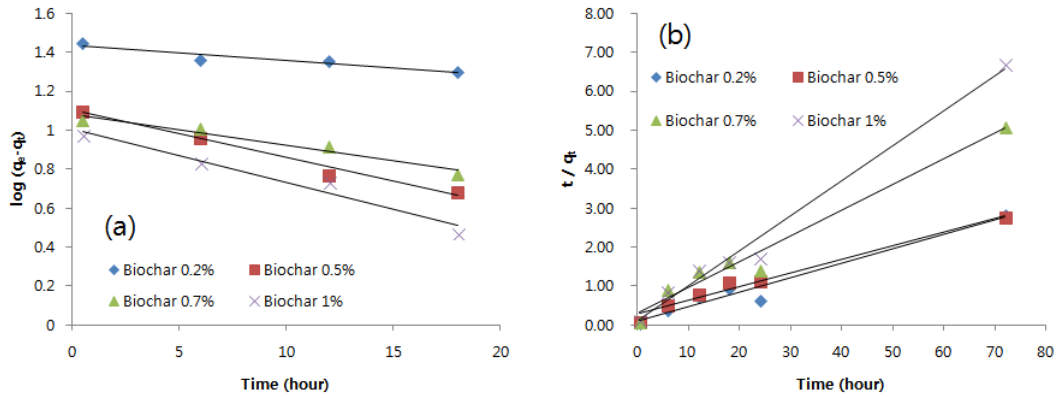 1.6
1.4
1.2
1
0.8
0.6
0.4
0.2
0
log (qe-qt)
(a)
Biochar 0.2% Biochar 0.5%
Biochar 0.7% Biochar 1%
0 5 10 15 20
Time (hour)
8.00
7.00
6.00
5.00
4.00
3.00
2.00
1.00
0.00
t / qt
(b)
Biochar 0.2% Biochar 0.5%
Biochar 0.7% Biochar 1%
0 10 20 30 40 50 60 70 80
Time (hour)